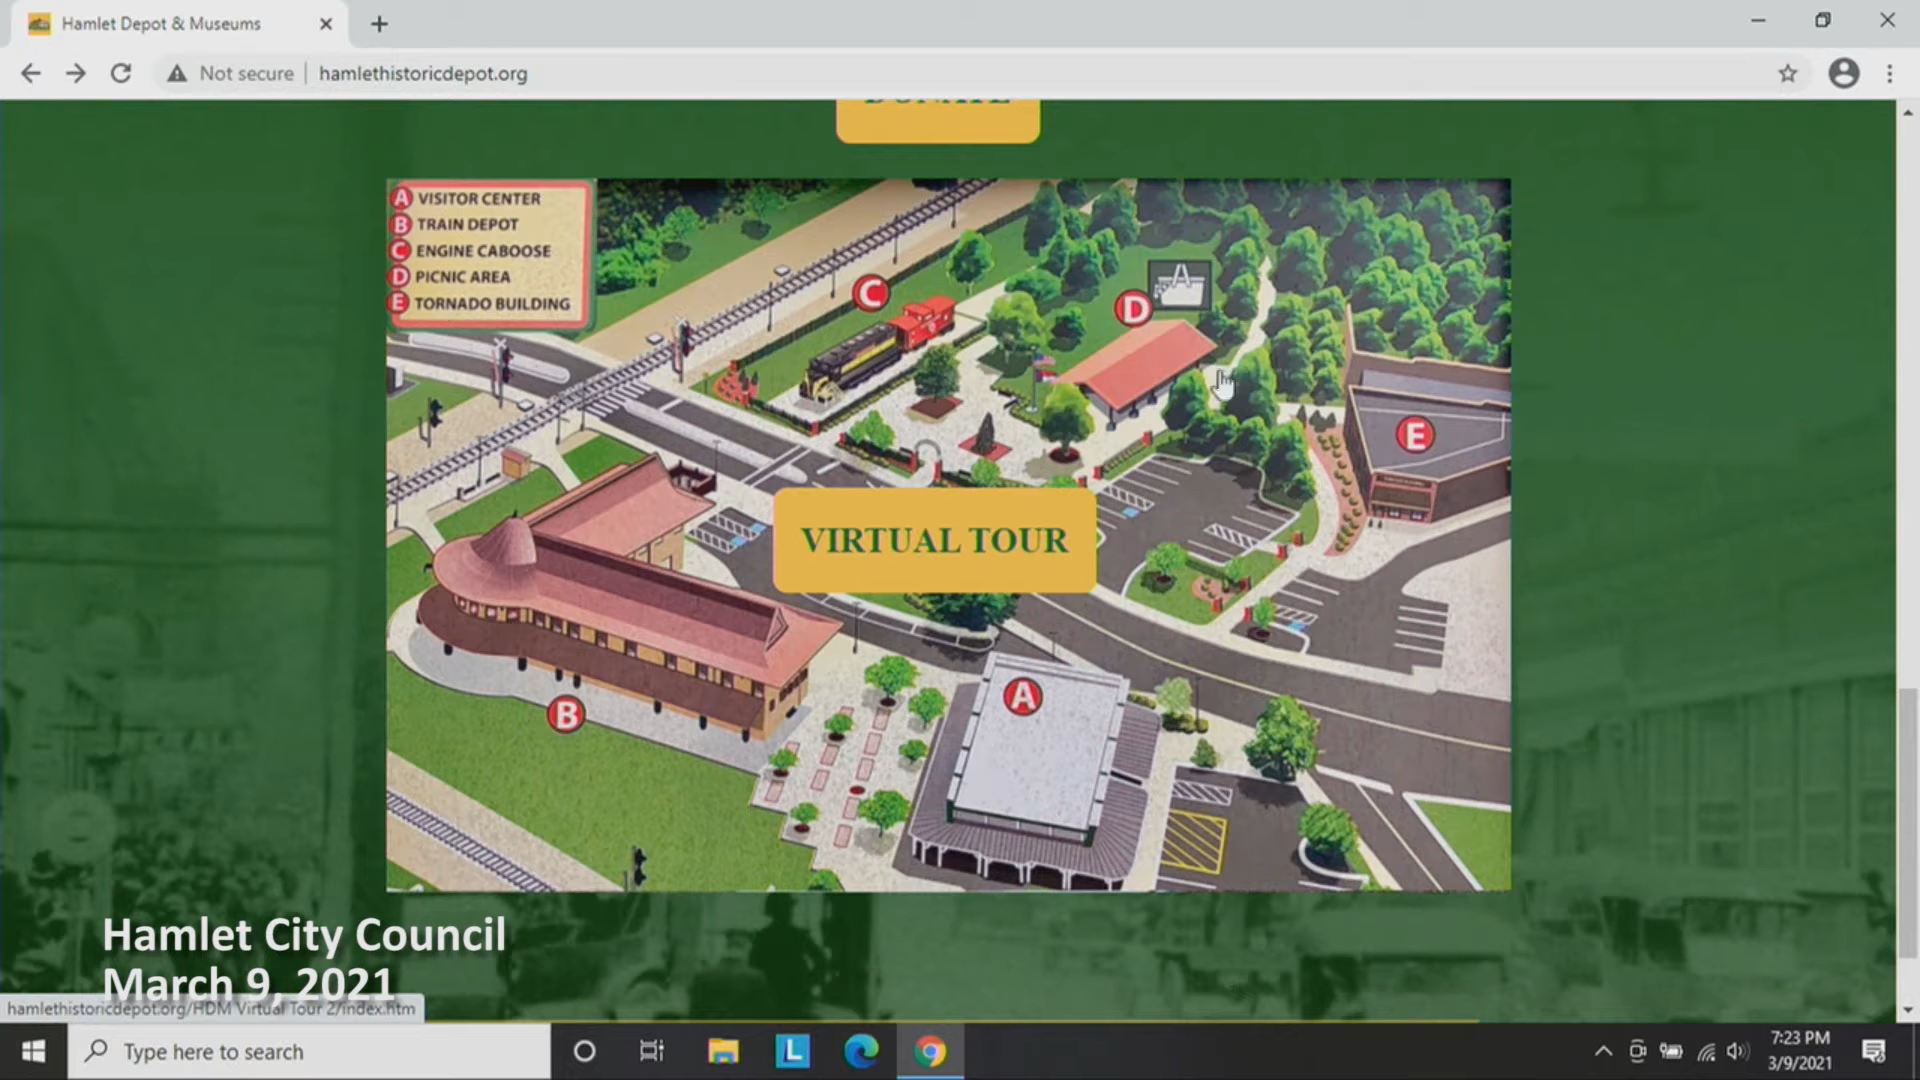 Hamlet Depot & Museums
Not secure
hamlethistoricdepot.org
DONATE
A VISITOR CENTER
B TRAIN DEPOT
C ENGINE CABOOSE
D PICNIC AREA
E TORNADO BUILDING
C
D
E
VIRTUAL TOUR
A
B
Hamlet City Council
March 9, 2021
hamlethistoricdepot.org/HDM Virtual Tour 2/index.htm
Type here to search
L
7:23 PM
3/9/2021